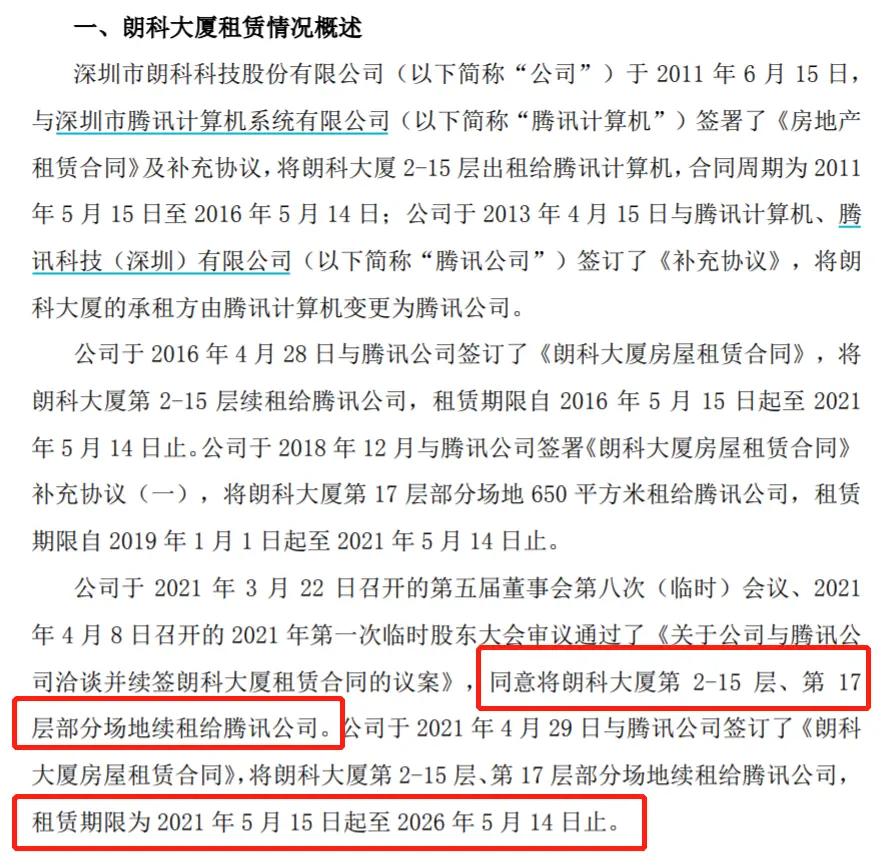 一、朗科大厦租赁情况概述
深圳市朗科科技股份有限公司（以下简称“公司”）于 2011 年 6 月 15 日，
与深圳市腾讯计算机系统有限公司（以下简称“腾讯计算机”）签署了《房地产
租赁合同》及补充协议，将朗科大厦 2-15 层出租给腾讯计算机，合同周期为 2011
年 5 月 15 日至 2016 年 5 月 14 日；公司于 2013 年 4 月 15 日与腾讯计算机、腾
讯科技（深圳）有限公司（以下简称“腾讯公司”）签订了《补充协议》，将朗
科大厦的承租方由腾讯计算机变更为腾讯公司。
公司于 2016 年 4 月 28 日与腾讯公司签订了《朗科大厦房屋租赁合同》，将
朗科大厦第 2-15 层续租给腾讯公司，租赁期限自 2016 年 5 月 15 日起至 2021
年 5 月 14 日止。公司于 2018 年 12 月与腾讯公司签署《朗科大厦房屋租赁合同》
补充协议（一），将朗科大厦第 17 层部分场地 650 平方米租给腾讯公司，租赁
期限自 2019 年 1 月 1 日起至 2021 年 5 月 14 日止。
公司于 2021 年 3 月 22 日召开的第五届董事会第八次（临时）会议、2021
年 4 月 8 日召开的 2021 年第一次临时股东大会审议通过了《关于公司与腾讯公
司洽谈并续签朗科大厦租赁合同的议案》，同意将朗科大厦第 2-15 层、第 17
层部分场地续租给腾讯公司。公司于 2021 年 4 月 29 日与腾讯公司签订了《朗科
大厦房屋租赁合同》，将朗科大厦第 2-15 层、第 17 层部分场地续租给腾讯公司，
租赁期限为 2021 年 5 月 15 日起至 2026 年 5 月 14 日止。